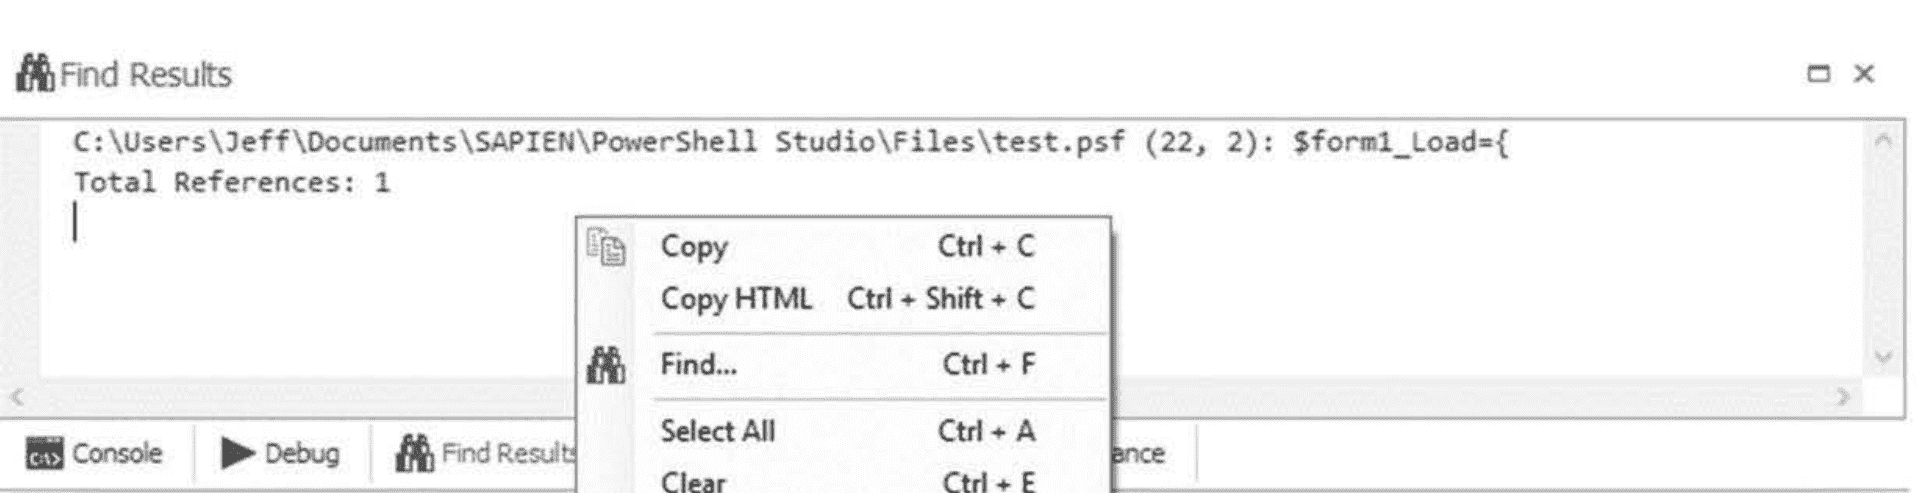 Find Results
C:\Users\Jeff\Documents\SAPIEN\PowerShell Studio\Files\test.psf (22, 2): $form1_Load={
Total References: 1
Copy Ctrl + C
Copy HTML Ctrl + Shift + C
Find... Ctrl + F
Select All Ctrl + A
Clear Ctrl + E
C:\> Console Debug Find Results